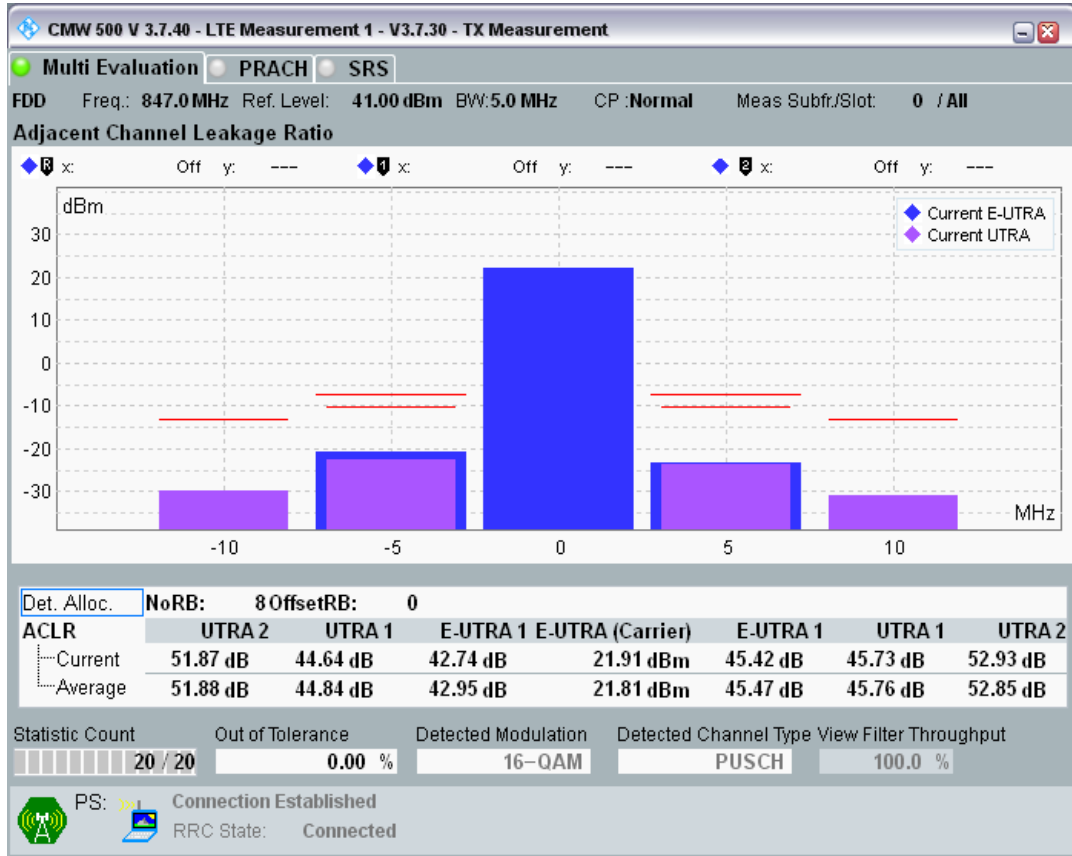 CMW 500 V 3.7.40 - LTE Measurement 1 - V3.7.30 - TX Measurement
Multi Evaluation PRACH SRS
FDD Freq.: 847.0 MHz Ref. Level: 41.00 dBm BW: 5.0 MHz CP : Normal Meas Subfr./Slot: 0 / All
Adjacent Channel Leakage Ratio
R x: Off y: --- 1 x: Off y: --- 2 x: Off y: ---
dBm
Current E-UTRA
Current UTRA
30
20
10
0
-10
-20
-30
MHz
-10 -5 0 5 10
Det. Alloc. NoRB: 8 OffsetRB: 0
ACLR UTRA 2 UTRA 1 E-UTRA 1 E-UTRA (Carrier) E-UTRA 1 UTRA 1 UTRA 2
Current 51.87 dB 44.64 dB 42.74 dB 21.91 dBm 45.42 dB 45.73 dB 52.93 dB
Average 51.88 dB 44.84 dB 42.95 dB 21.81 dBm 45.47 dB 45.76 dB 52.85 dB
Statistic Count Out of Tolerance Detected Modulation Detected Channel Type View Filter Throughput
20 / 20 0.00 % 16-QAM PUSCH 100.0 %
PS: Connection Established
RRC State: Connected